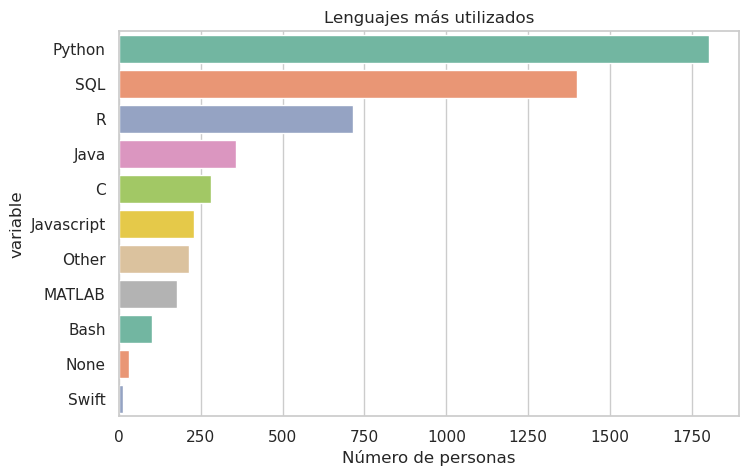 Lenguajes más utilizados
Python
SQL
R
Java
C
Javascript
Other
MATLAB
Bash
None
Swift
variable
0 250 500 750 1000 1250 1500 1750
Número de personas